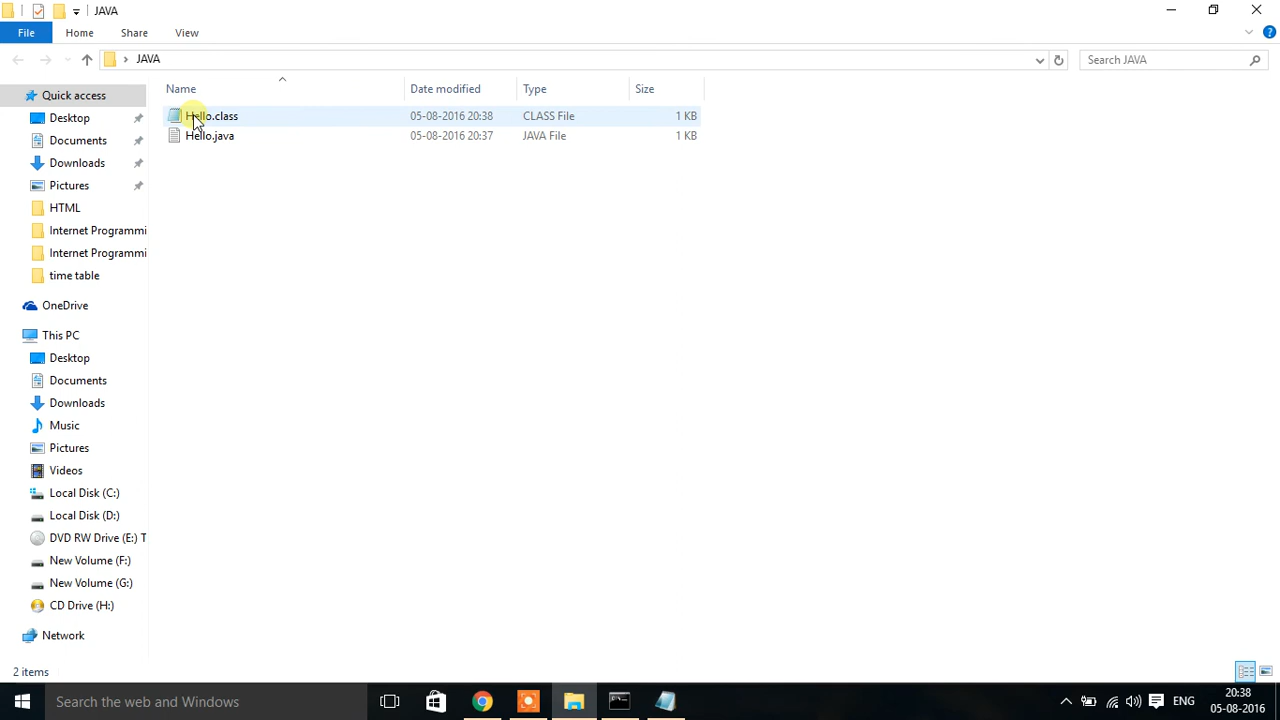 JAVA
File Home Share View
JAVA
Search JAVA
Name Date modified Type Size
Hello.class 05-08-2016 20:38 CLASS File 1 KB
Hello.java 05-08-2016 20:37 JAVA File 1 KB
Quick access
Desktop
Documents
Downloads
Pictures
HTML
Internet Programmi
Internet Programmi
time table
OneDrive
This PC
Desktop
Documents
Downloads
Music
Pictures
Videos
Local Disk (C:)
Local Disk (D:)
DVD RW Drive (E:) T
New Volume (F:)
New Volume (G:)
CD Drive (H:)
Network
2 items
Search the web and Windows
ENG
20:38
05-08-2016